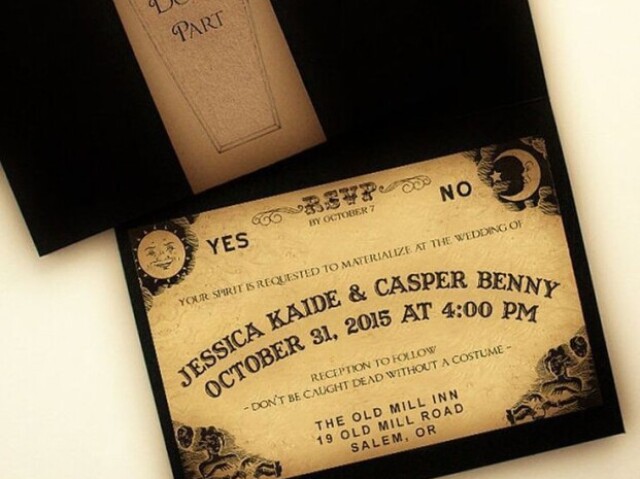 PART
RSVP
BY OCTOBER 7
YES
NO
YOUR SPIRIT IS REQUESTED TO MATERIALIZE AT THE WEDDING OF
JESSICA KAIDE & CASPER BENNY
OCTOBER 31, 2015 AT 4:00 PM
RECEPTION TO FOLLOW
- DON'T BE CAUGHT DEAD WITHOUT A COSTUME -
THE OLD MILL INN
19 OLD MILL ROAD
SALEM, OR